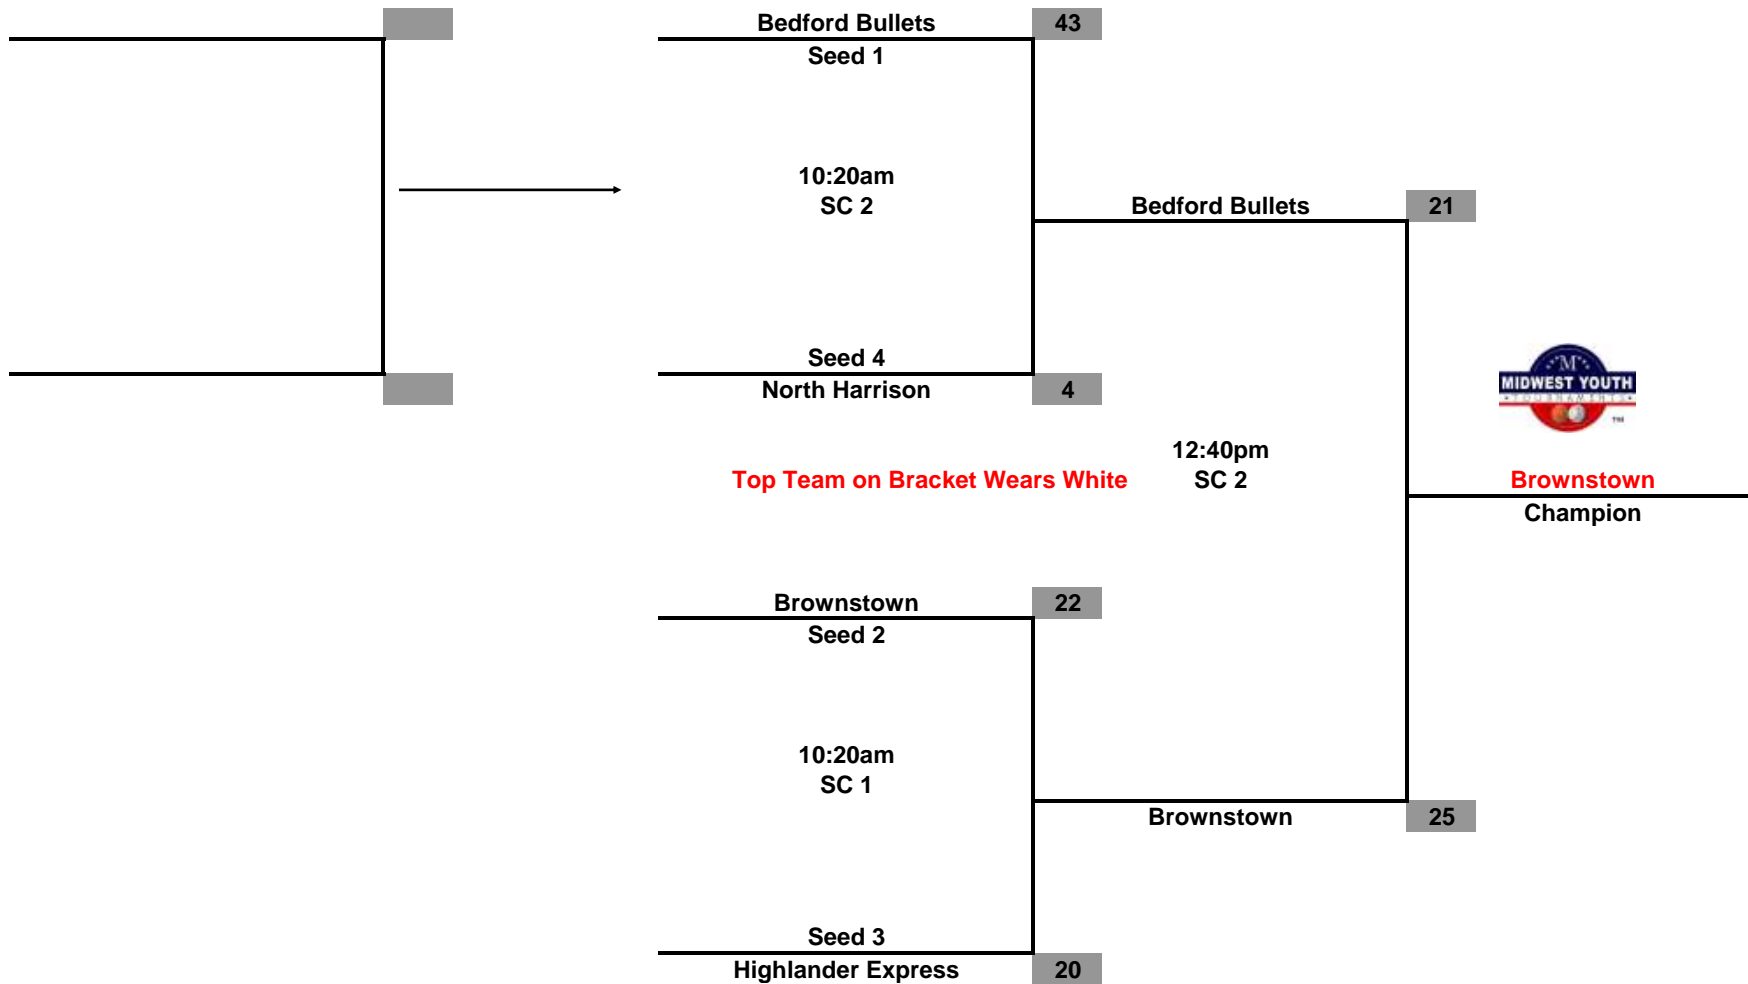 Bedford Bullets 43
Seed 1
10:20am
SC 2
Bedford Bullets 21
Seed 4
North Harrison 4
M
MIDWEST YOUTH
TOURNAMENTS
TM
12:40pm
Top Team on Bracket Wears White SC 2 Brownstown
Champion
Brownstown 22
Seed 2
10:20am
SC 1
Brownstown 25
Seed 3
Highlander Express 20